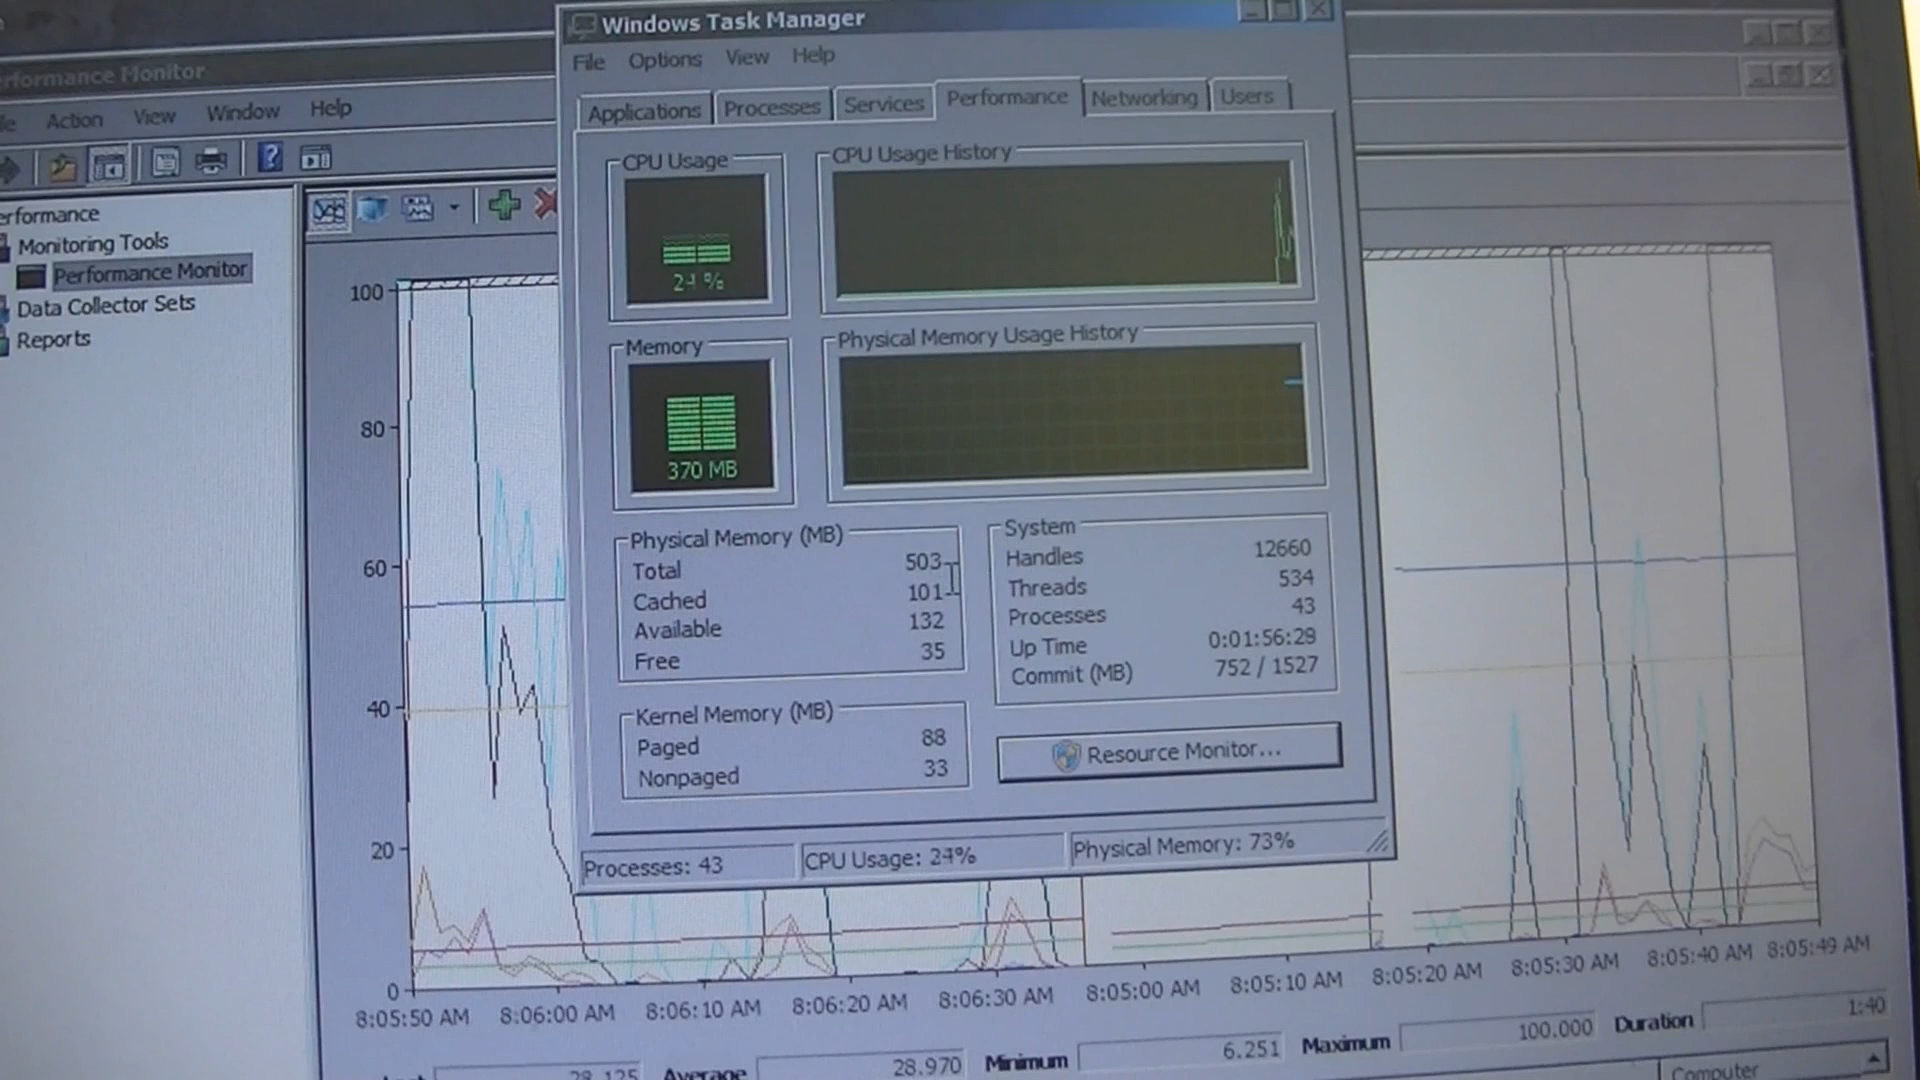 Windows Task Manager
File Options View Help
Applications Processes Services Performance Networking Users
CPU Usage
24 %
CPU Usage History
Memory
370 MB
Physical Memory Usage History
Physical Memory (MB)
Total 503
Cached 101
Available 132
Free 35
System
Handles 12660
Threads 534
Processes 43
Up Time 0:01:56:29
Commit (MB) 752 / 1527
Kernel Memory (MB)
Paged 88
Nonpaged 33
Resource Monitor...
Processes: 43 CPU Usage: 24% Physical Memory: 73%
rformance Monitor
le Action View Window Help
erformance
Monitoring Tools
Performance Monitor
Data Collector Sets
Reports
100
80
60
40
20
0
8:05:50 AM 8:06:00 AM 8:06:10 AM 8:06:20 AM 8:06:30 AM 8:05:00 AM 8:05:10 AM 8:05:20 AM 8:05:30 AM 8:05:40 AM 8:05:49 AM
28.125 Average 28.970 Minimum 6.251 Maximum 100.000 Duration 1:40
Computer